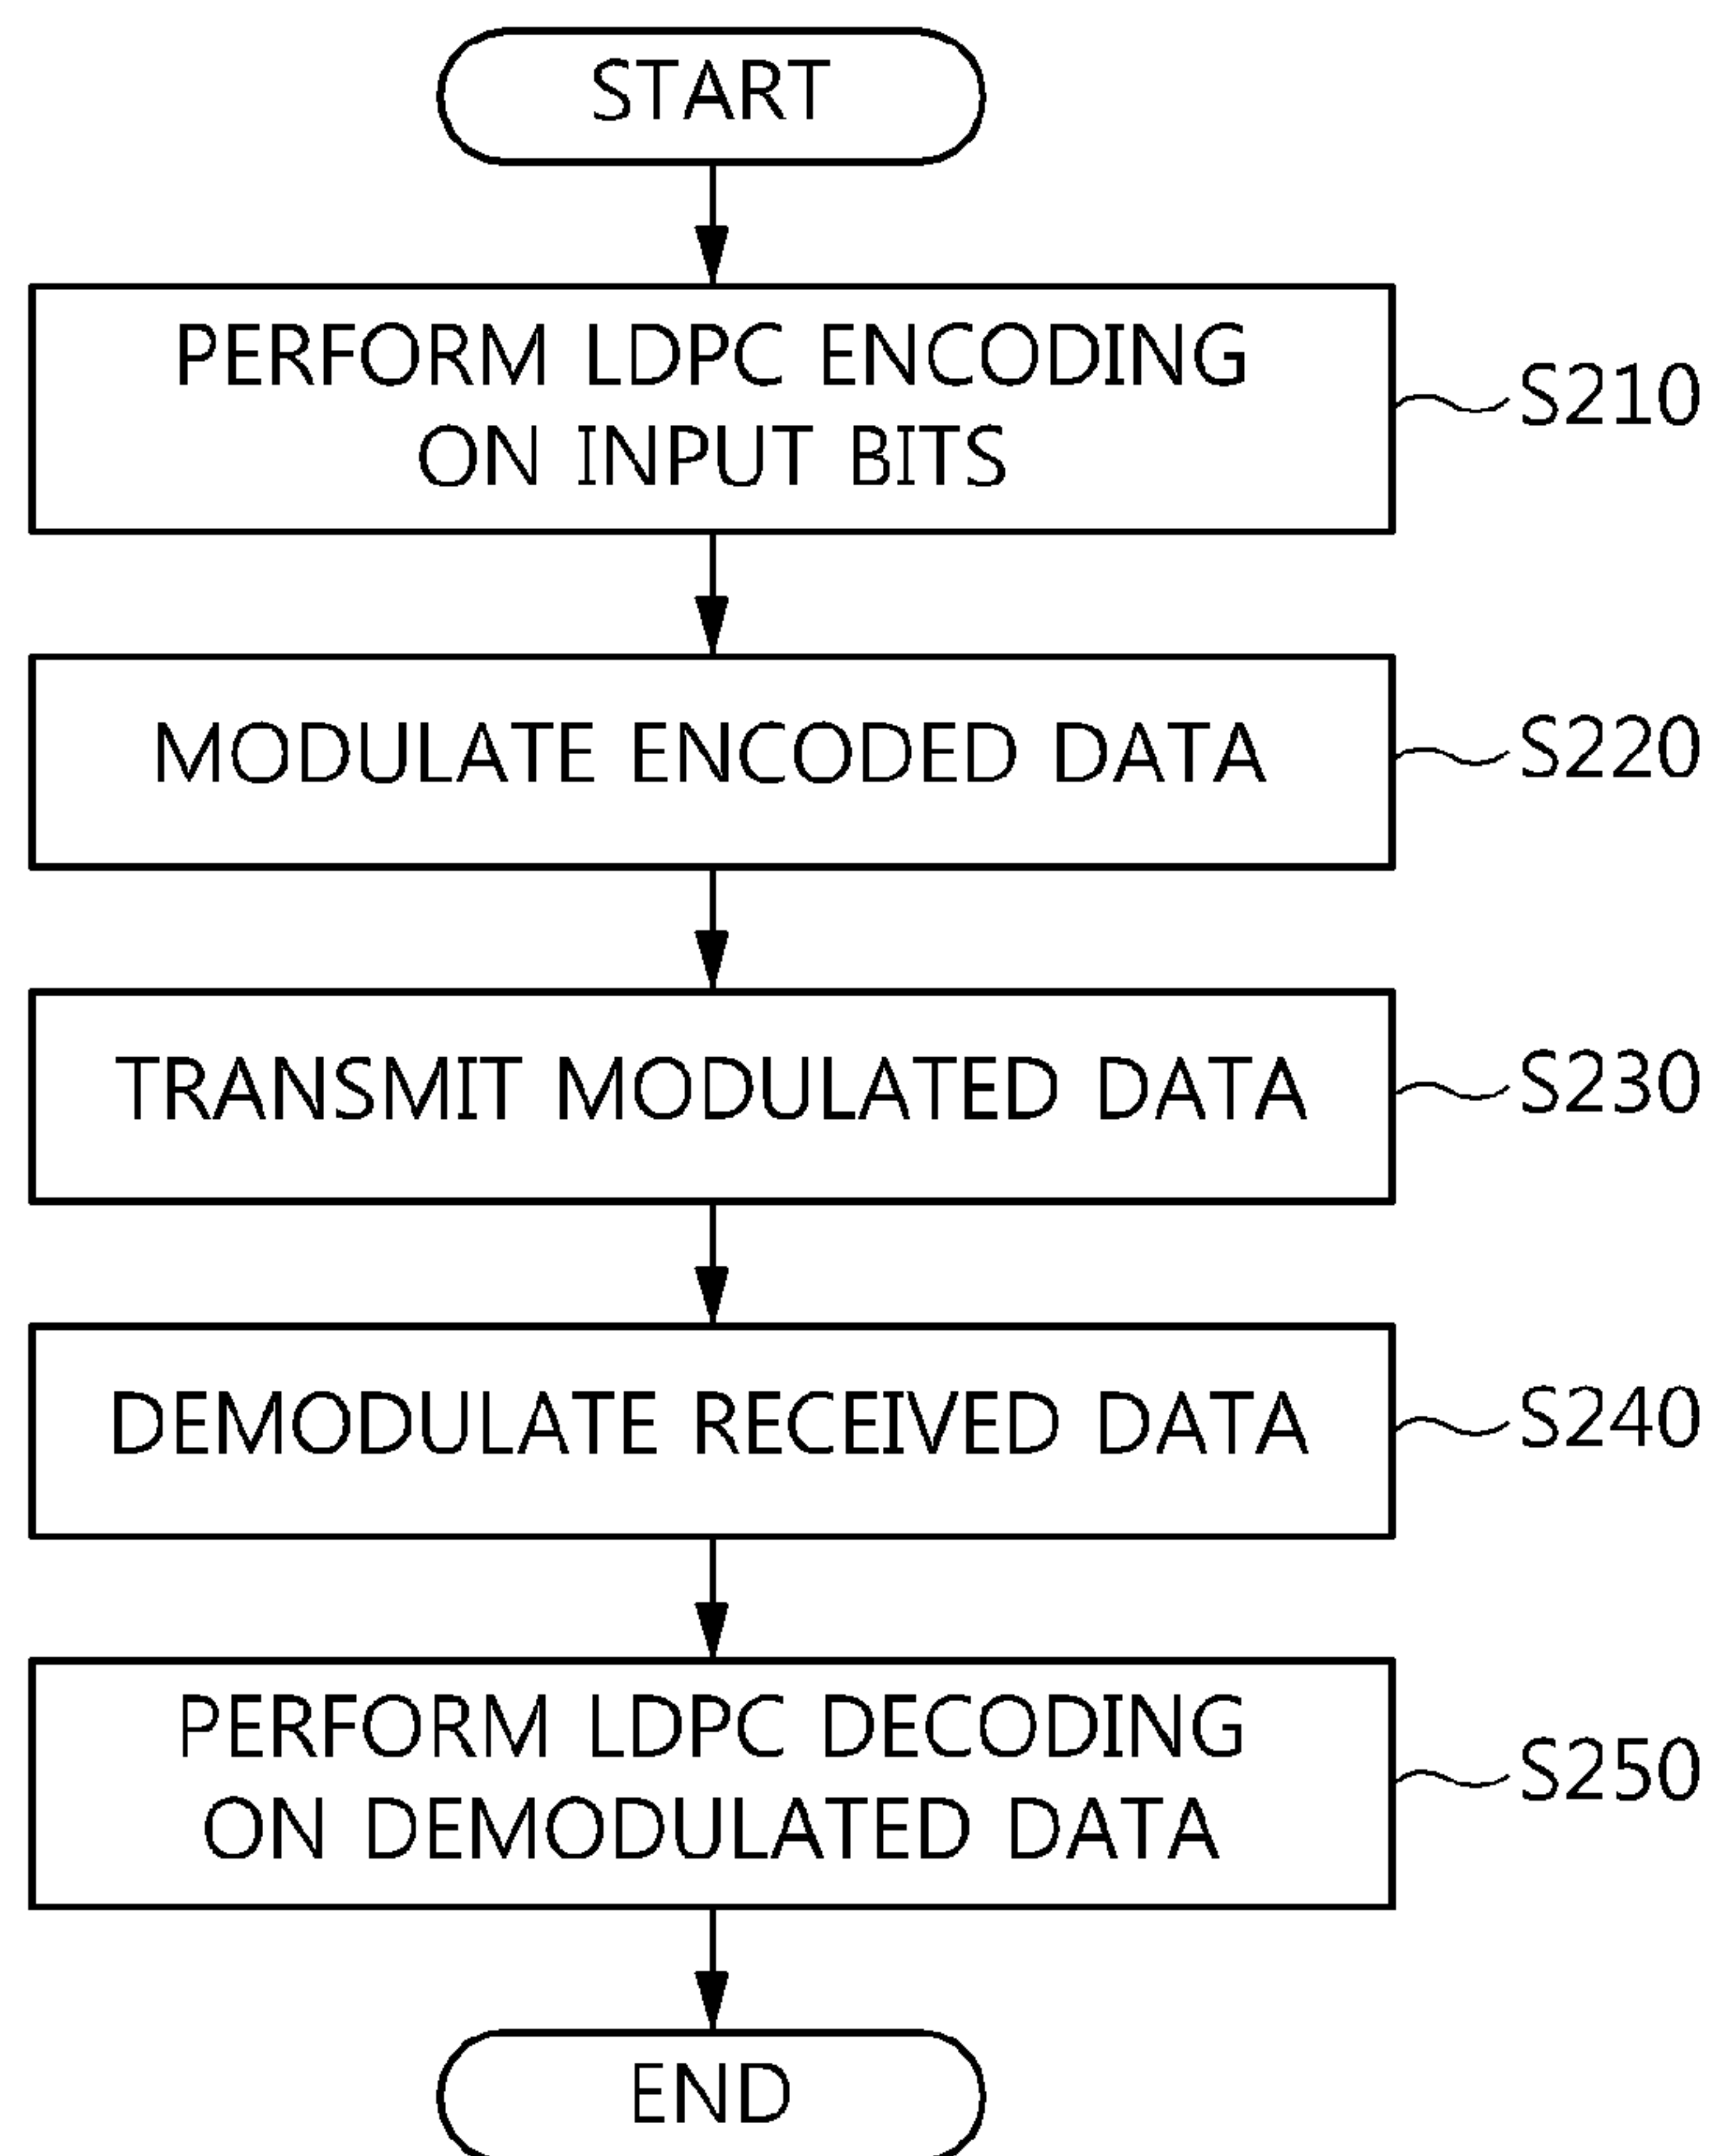 START
PERFORM LDPC ENCODING
ON INPUT BITS
S210
MODULATE ENCODED DATA
S220
TRANSMIT MODULATED DATA
S230
DEMODULATE RECEIVED DATA
S240
PERFORM LDPC DECODING
ON DEMODULATED DATA
S250
END